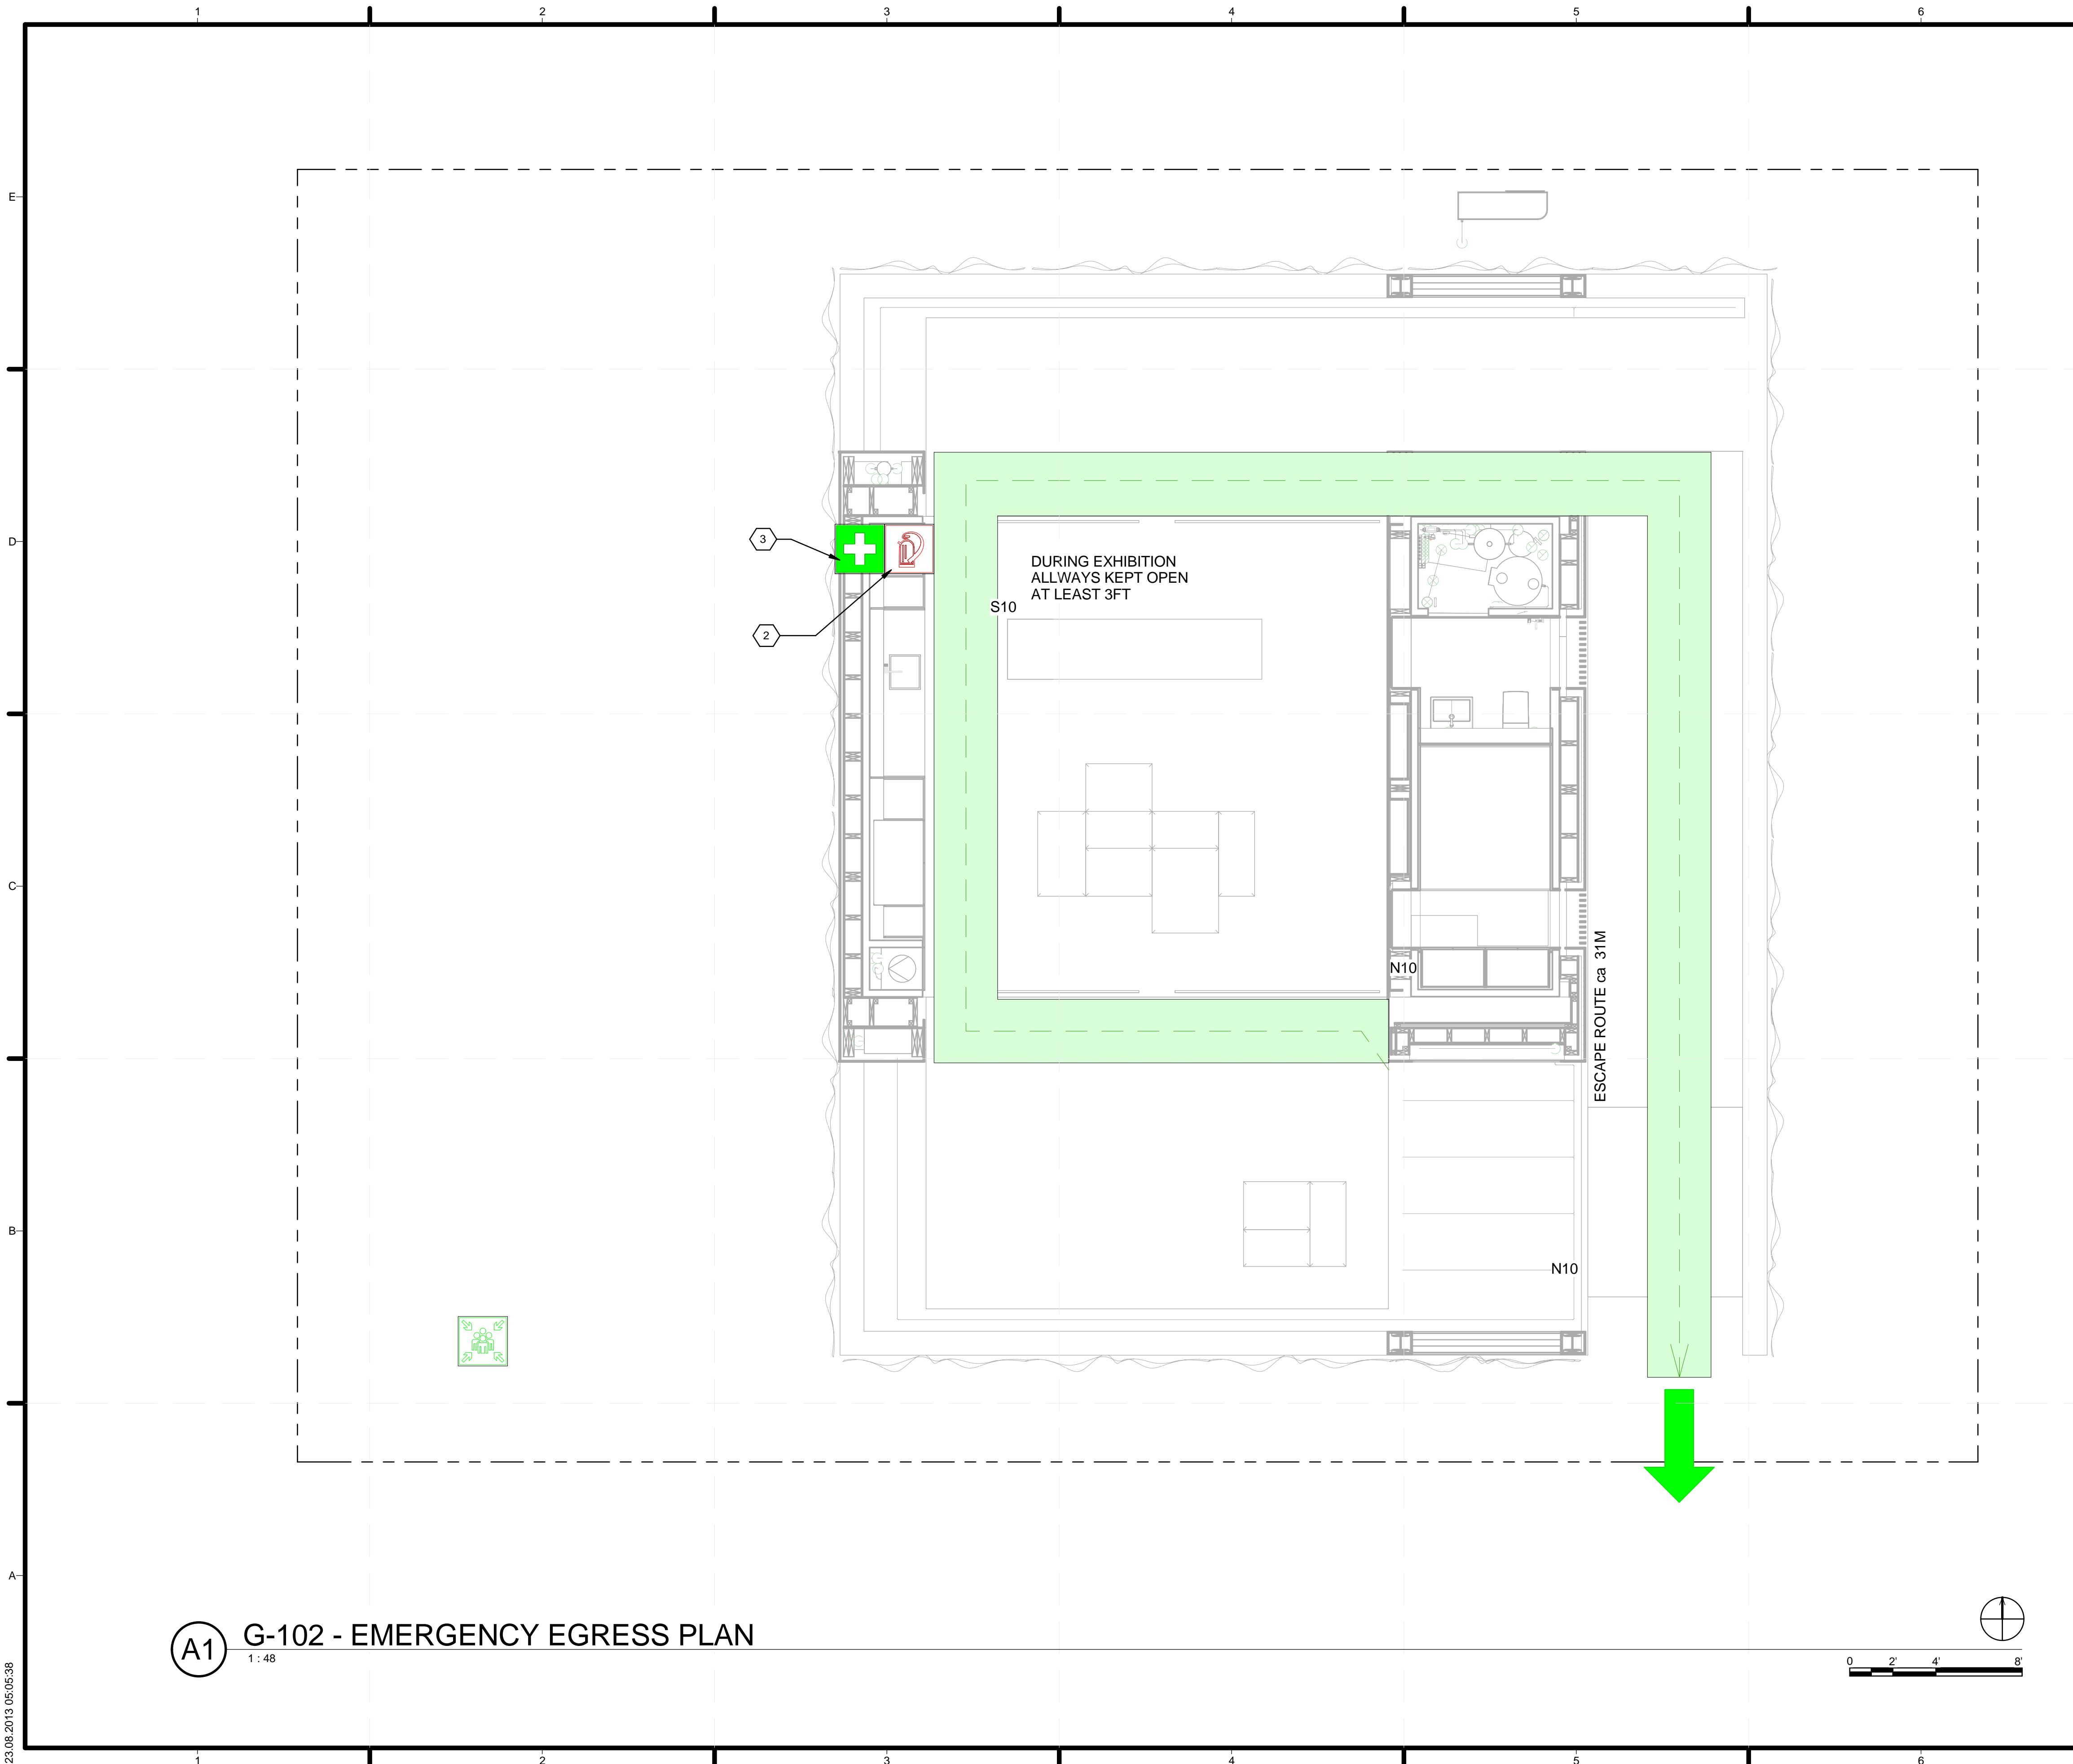 1 2 3 4 5 6
E
D
C
B
A
3
2
DURING EXHIBITION
ALLWAYS KEPT OPEN
AT LEAST 3FT
S10
N10
ESCAPE ROUTE ca 31M
N10
A1
G-102 - EMERGENCY EGRESS PLAN
1 : 48
0 2' 4' 8'
23.08.2013 05:05:38
1 2 3 4 5 6